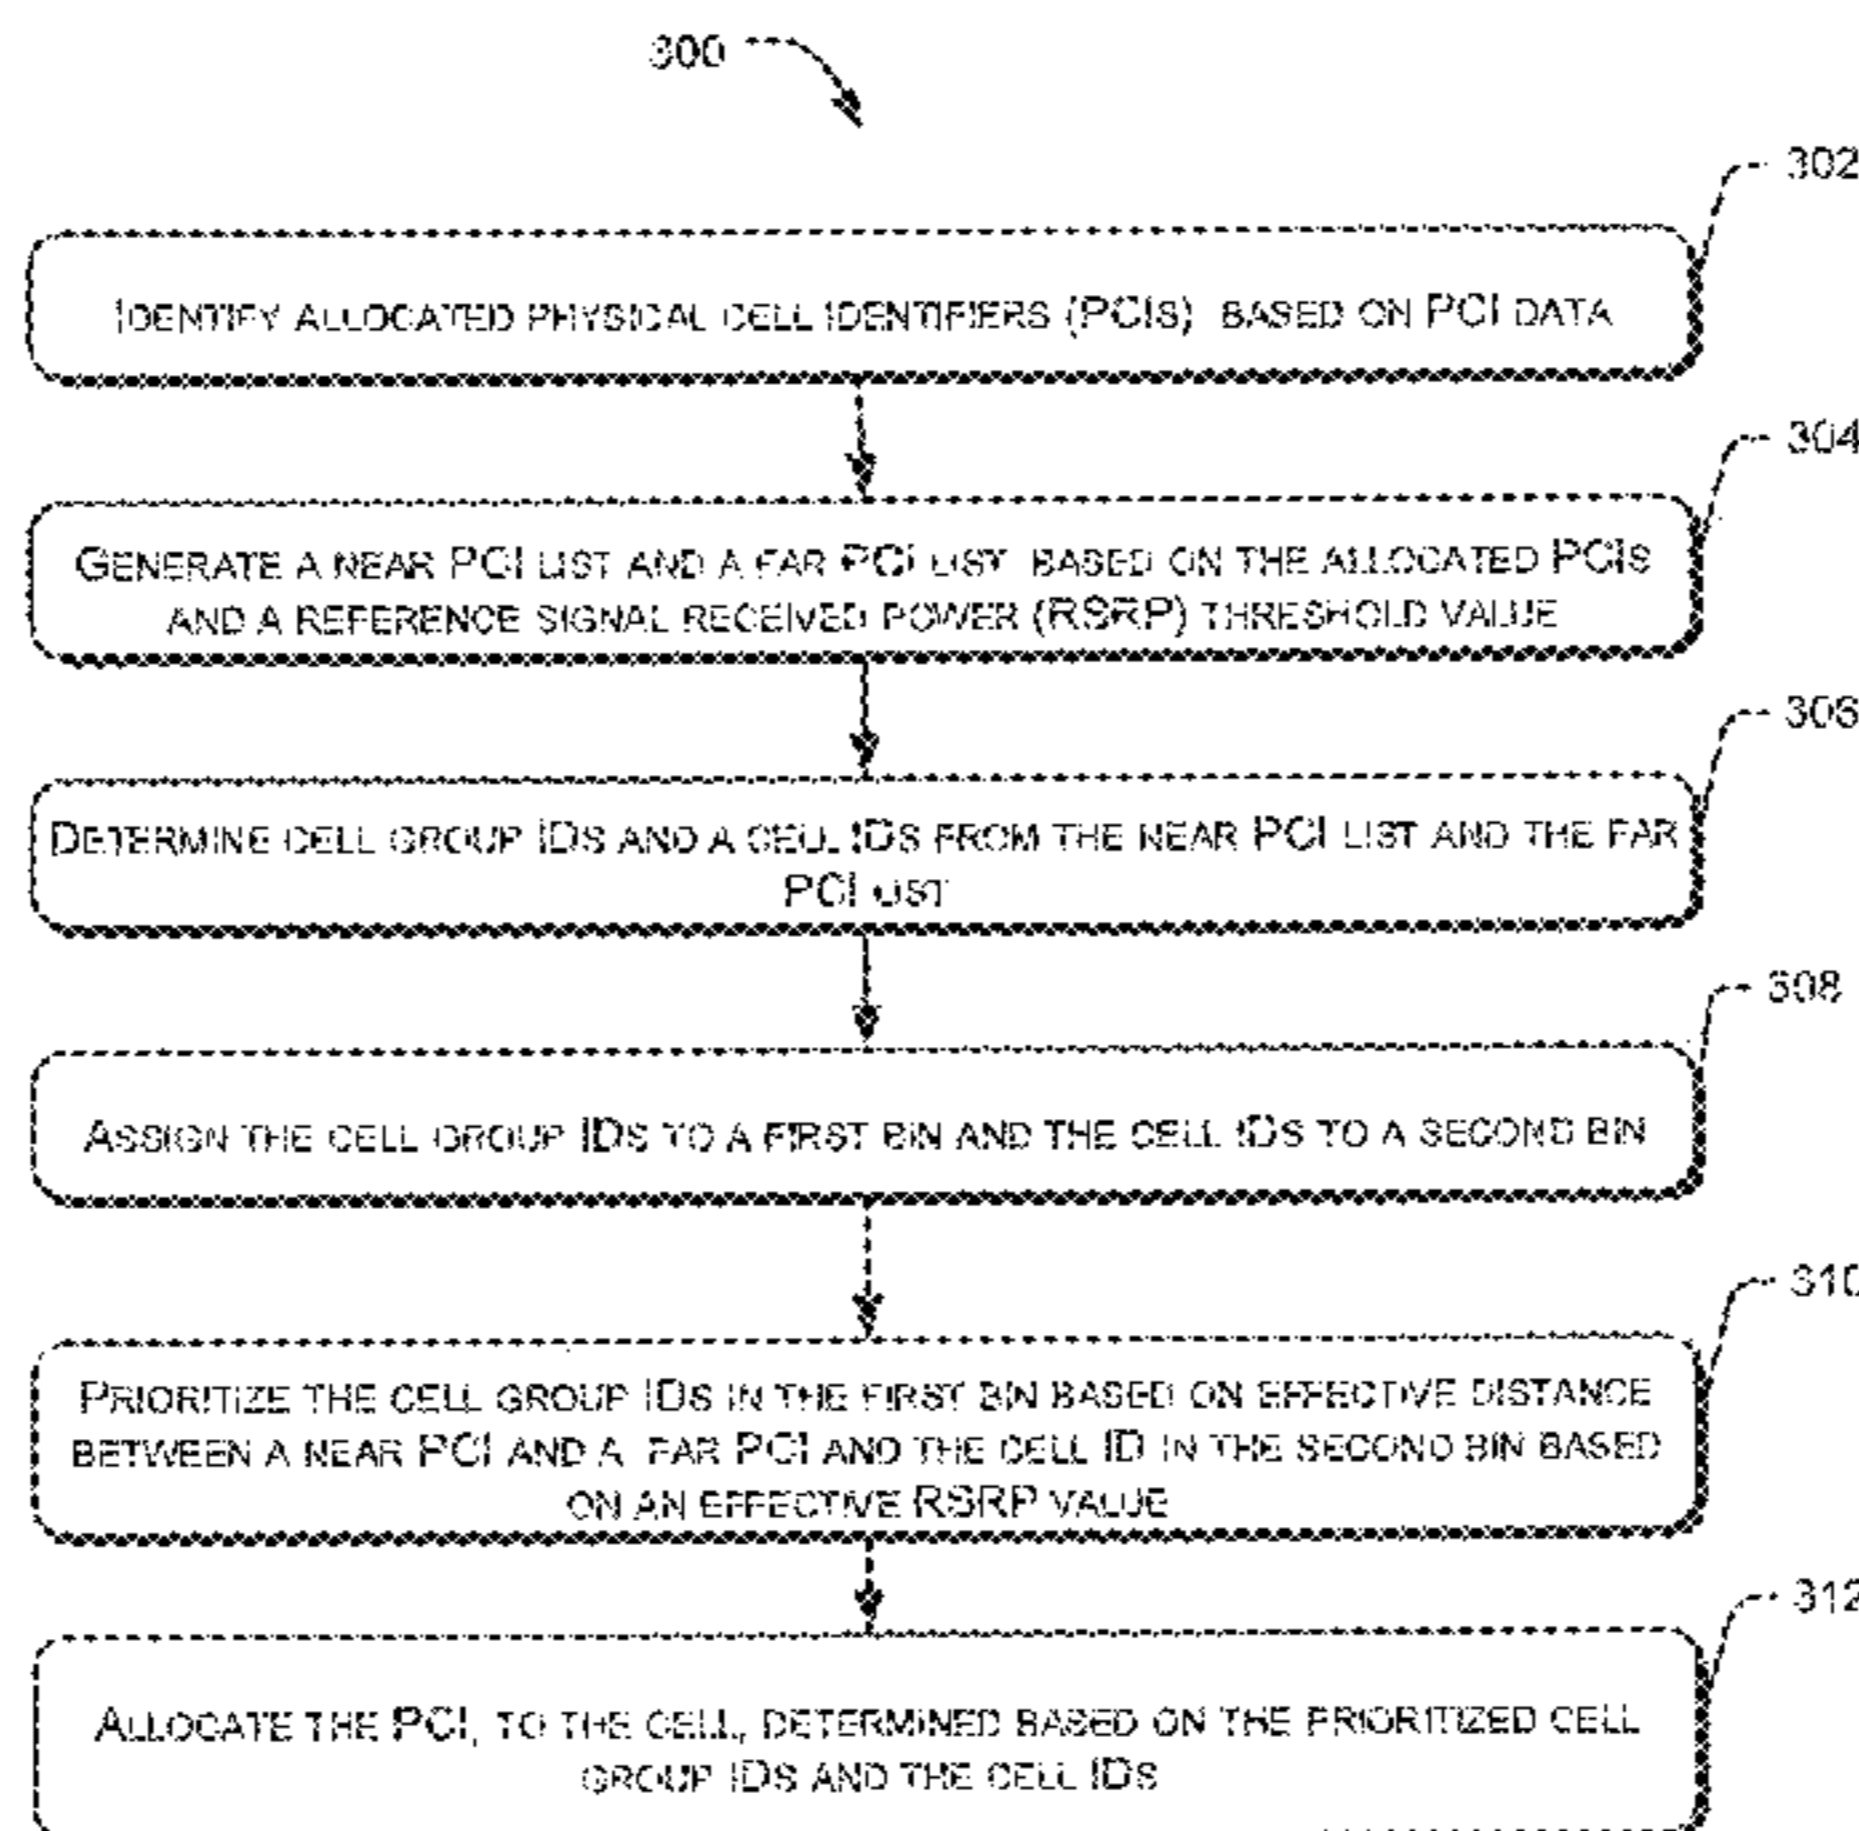 300
302
IDENTIFY ALLOCATED PHYSICAL CELL IDENTIFIERS (PCIS) BASED ON PCI DATA
304
GENERATE A NEAR PCI LIST AND A FAR PCI LIST BASED ON THE ALLOCATED PCIS
AND A REFERENCE SIGNAL RECEIVED POWER (RSRP) THRESHOLD VALUE
306
DETERMINE CELL GROUP IDS AND A CELL IDS FROM THE NEAR PCI LIST AND THE FAR
PCI LIST
308
ASSIGN THE CELL GROUP IDS TO A FIRST BIN AND THE CELL IDS TO A SECOND BIN
310
PRIORITIZE THE CELL GROUP IDS IN THE FIRST BIN BASED ON EFFECTIVE DISTANCE
BETWEEN A NEAR PCI AND A FAR PCI AND THE CELL ID IN THE SECOND BIN BASED
ON AN EFFECTIVE RSRP VALUE
312
ALLOCATE THE PCI, TO THE CELL, DETERMINED BASED ON THE PRIORITIZED CELL
GROUP IDS AND THE CELL IDS